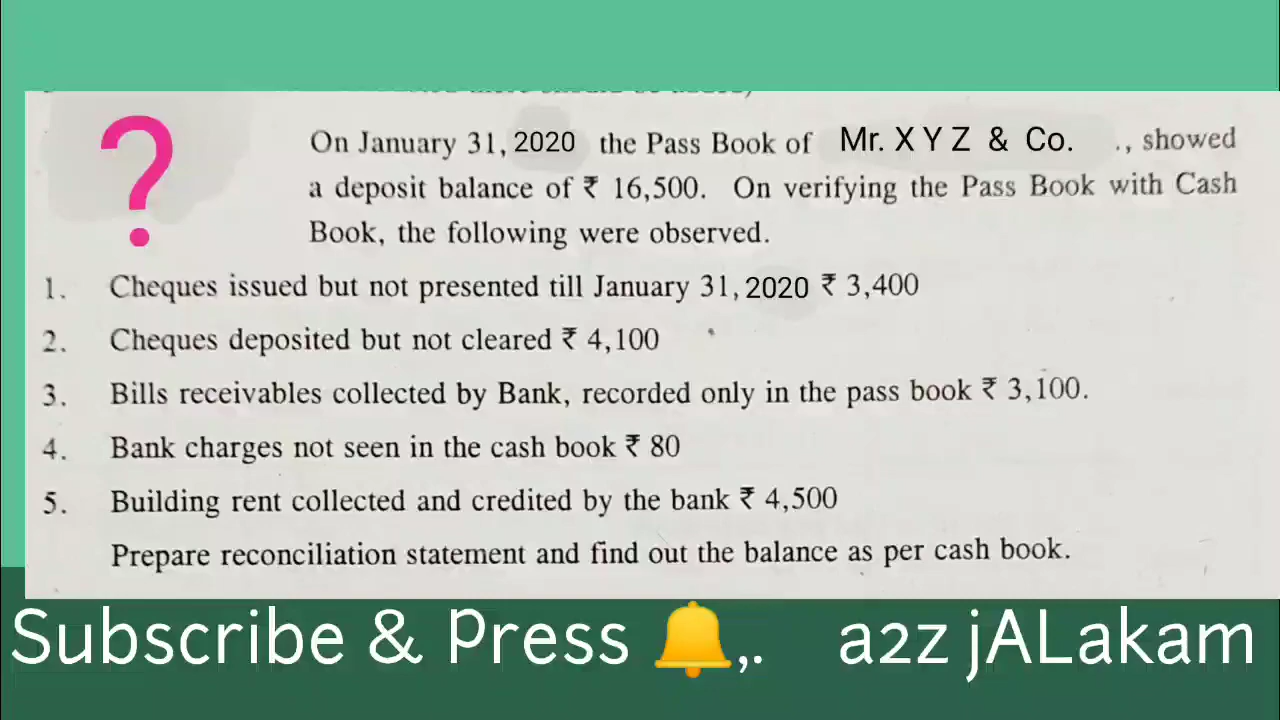 ?
On January 31, 2020 the Pass Book of Mr. X Y Z & Co. ., showed
a deposit balance of ₹ 16,500. On verifying the Pass Book with Cash
Book, the following were observed.
1. Cheques issued but not presented till January 31, 2020 ₹ 3,400
2. Cheques deposited but not cleared ₹ 4,100
3. Bills receivables collected by Bank, recorded only in the pass book ₹ 3,100.
4. Bank charges not seen in the cash book ₹ 80
5. Building rent collected and credited by the bank ₹ 4,500
Prepare reconciliation statement and find out the balance as per cash book.
Subscribe & Press 🔔,. a2z jALakam